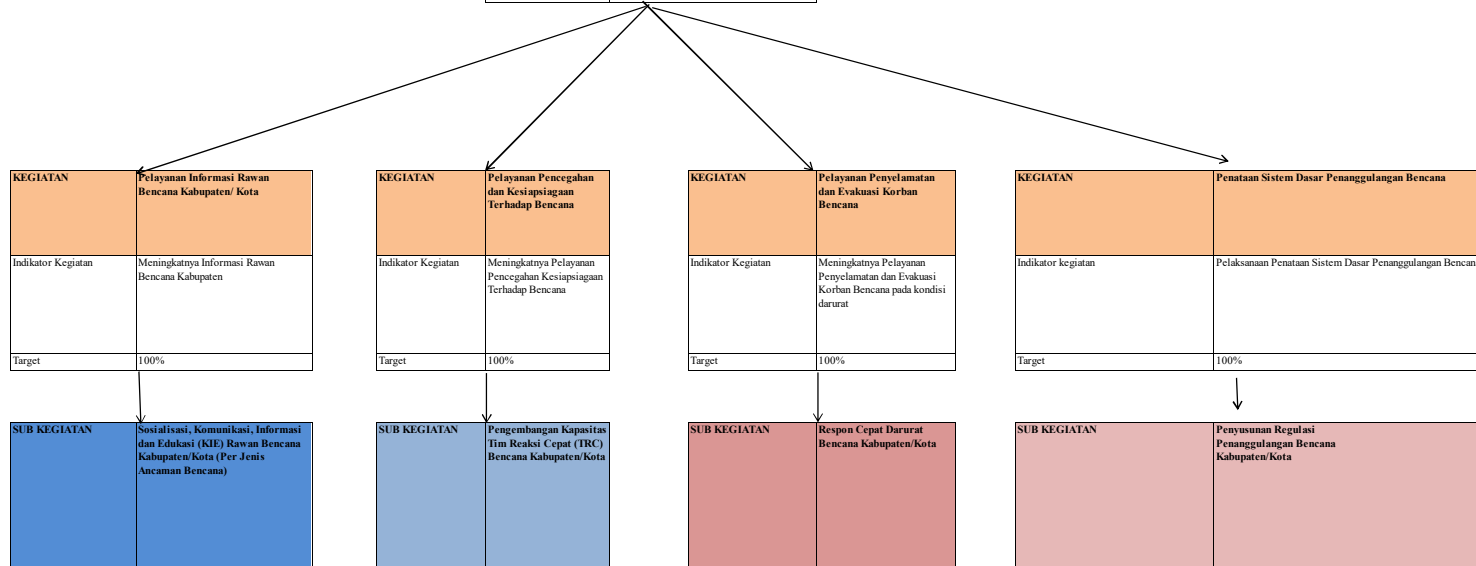 KEGIATAN
Pelayanan Informasi Rawan
Bencana Kabupaten/ Kota
Indikator Kegiatan
Meningkatnya Informasi Rawan
Bencana Kabupaten
Target
100%
KEGIATAN
Pelayanan Pencegahan
dan Kesiapsiagaan
Terhadap Bencana
Indikator Kegiatan
Meningkatnya Pelayanan
Pencegahan Kesiapsiagaan
Terhadap Bencana
Target
100%
KEGIATAN
Pelayanan Penyelamatan
dan Evakuasi Korban
Bencana
Indikator Kegiatan
Meningkatnya Pelayanan
Penyelamatan dan Evakuasi
Korban Bencana pada kondisi
darurat
Target
100%
KEGIATAN
Penataan Sistem Dasar Penanggulangan Bencana
Indikator kegiatan
Pelaksanaan Penataan Sistem Dasar Penanggulangan Bencan
Target
100%
SUB KEGIATAN
Sosialisasi, Komunikasi, Informasi
dan Edukasi (KIE) Rawan Bencana
Kabupaten/Kota (Per Jenis
Ancaman Bencana)
SUB KEGIATAN
Pengembangan Kapasitas
Tim Reaksi Cepat (TRC)
Bencana Kabupaten/Kota
SUB KEGIATAN
Respon Cepat Darurat
Bencana Kabupaten/Kota
SUB KEGIATAN
Penyusunan Regulasi
Penanggulangan Bencana
Kabupaten/Kota